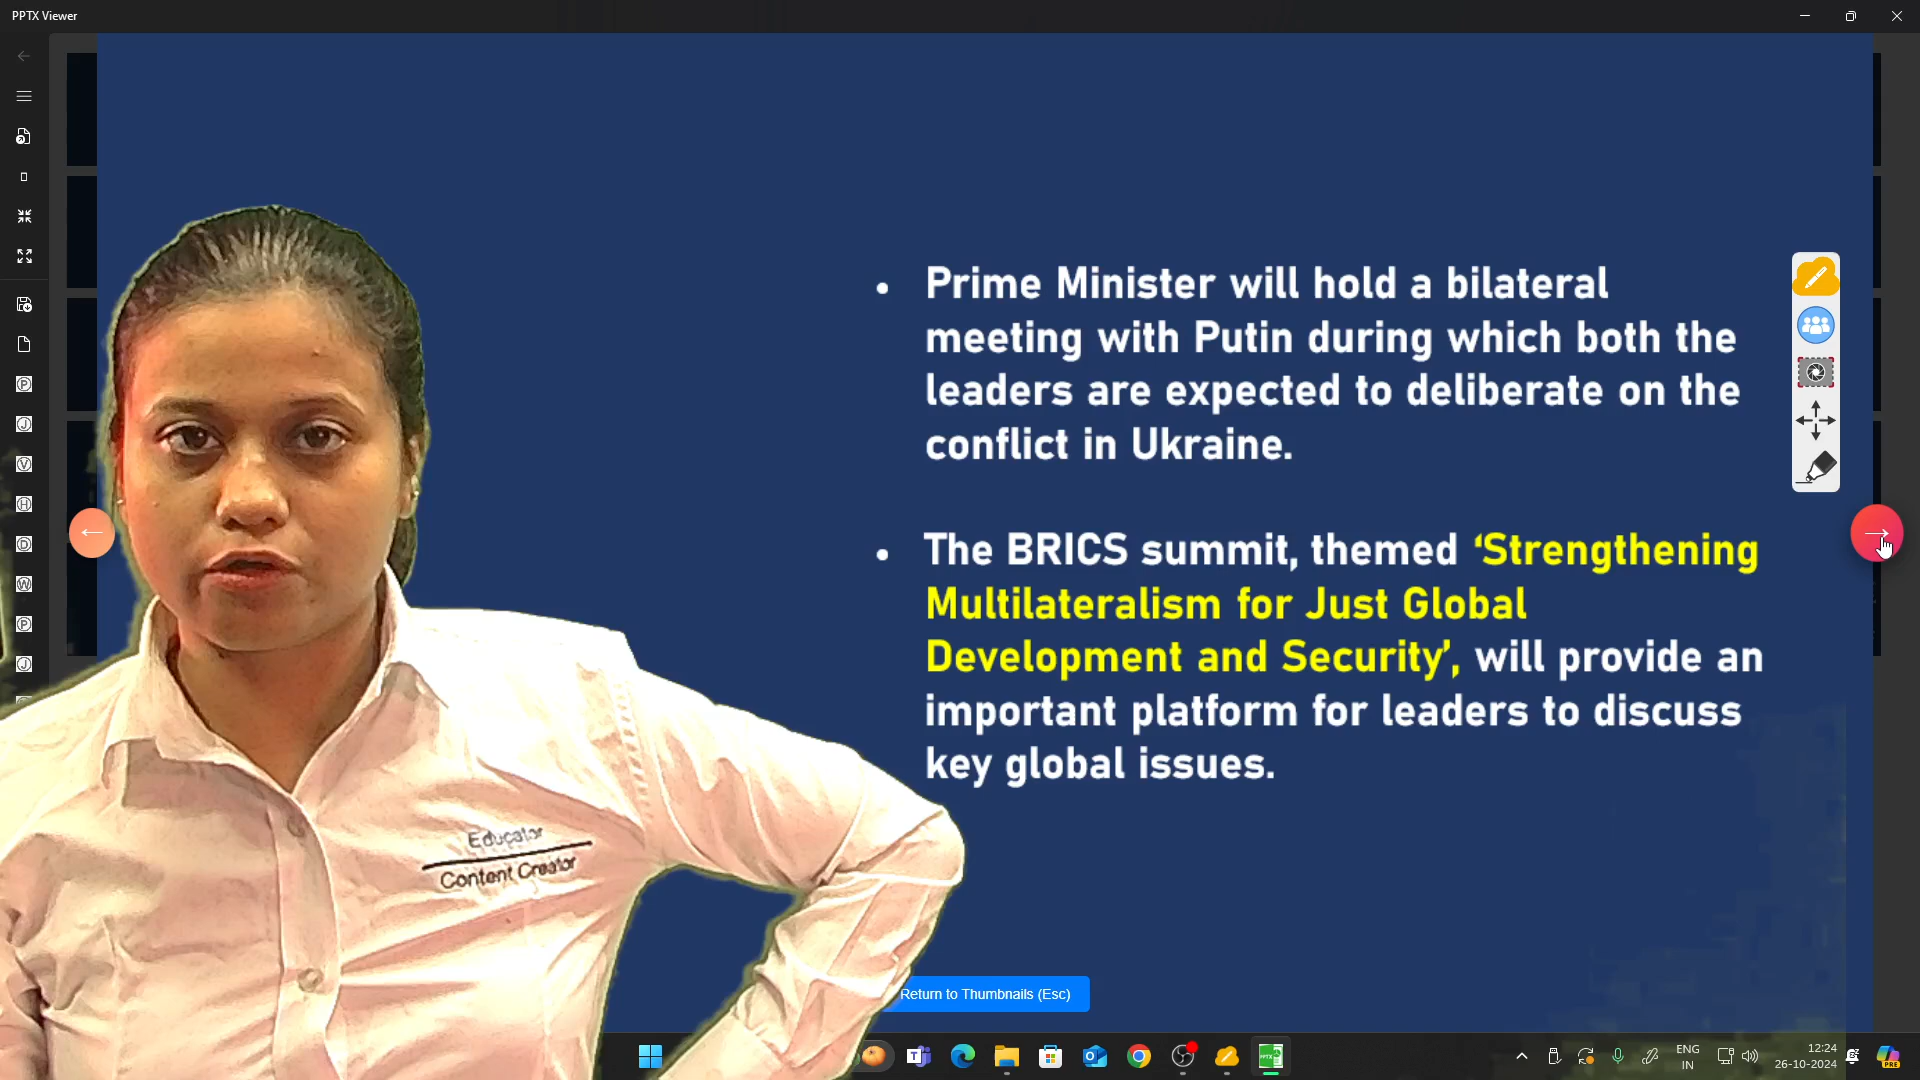 PPTX Viewer
Prime Minister will hold a bilateral
meeting with Putin during which both the
leaders are expected to deliberate on the
conflict in Ukraine.
The BRICS summit, themed ‘Strengthening
Multilateralism for Just Global
Development and Security’, will provide an
important platform for leaders to discuss
key global issues.
Educator
Content Creator
Return to Thumbnails (Esc)
ENG
IN
12:24
26-10-2024